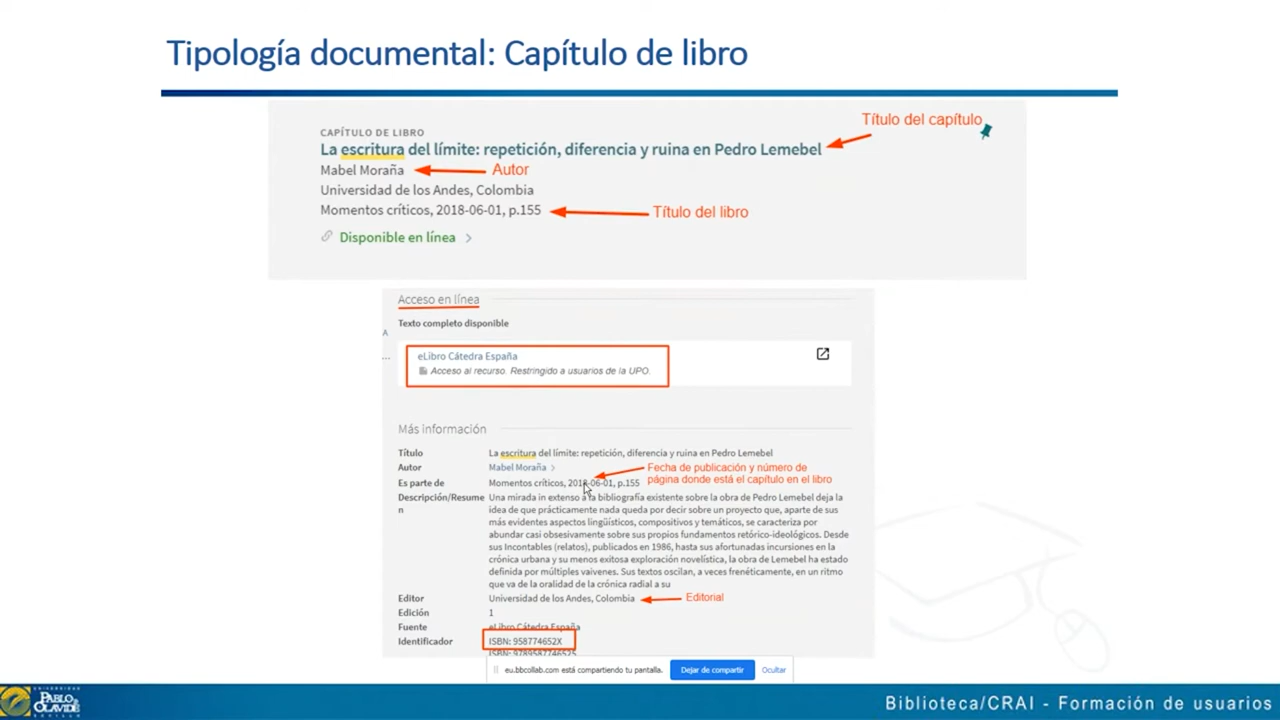 Tipología documental: Capítulo de libro
Título del capítulo
CAPÍTULO DE LIBRO
La escritura del límite: repetición, diferencia y ruina en Pedro Lemebel
Mabel Moraña
Autor
Universidad de los Andes, Colombia
Momentos críticos, 2018-06-01, p.155
Título del libro
Disponible en línea
Acceso en línea
Texto completo disponible
A
...
eLibro Cátedra España
Acceso al recurso. Restringido a usuarios de la UPO.
Más información
Título La escritura del límite: repetición, diferencia y ruina en Pedro Lemebel
Autor Mabel Moraña
Fecha de publicación y número de
página donde está el capítulo en el libro
Es parte de Momentos críticos, 2018-06-01, p.155
Descripción/Resume Una mirada in extenso a la bibliografía existente sobre la obra de Pedro Lemebel deja la
n idea de que prácticamente nada queda por decir sobre un proyecto que, aparte de sus
más evidentes aspectos lingüísticos, compositivos y temáticos, se caracteriza por
abundar casi obsesivamente sobre sus propios fundamentos retórico-ideológicos. Desde
sus Incontables (relatos), publicados en 1986, hasta sus afortunadas incursiones en la
crónica urbana y su menos exitosa exploración novelística, la obra de Lemebel ha estado
definida por múltiples vaivenes. Sus textos oscilan, a veces frenéticamente, en un ritmo
que va de la oralidad de la crónica radial a su
Editor Universidad de los Andes, Colombia
Editorial
Edición 1
Fuente eLibro Cátedra España
Identificador ISBN: 958774652X
ISBN: 9789587746525
eu.bbcollab.com está compartiendo tu pantalla. Dejar de compartir Ocultar
UNIVERSIDAD
PABLO
OLAVIDE
SEVILLA
Biblioteca/CRAI - Formación de usuarios